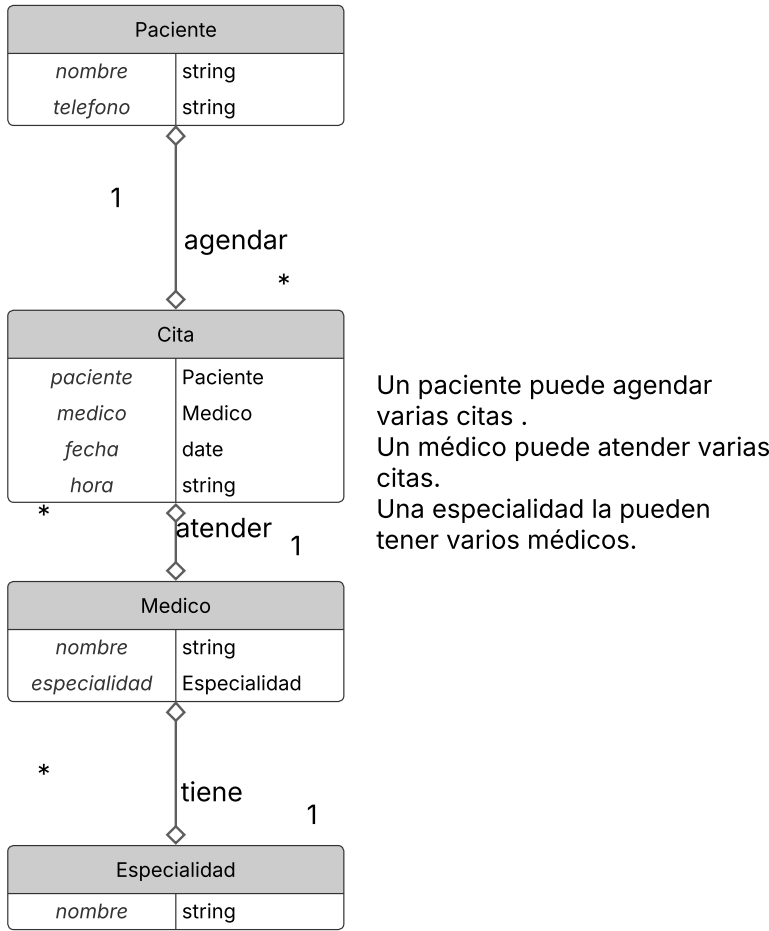 Paciente
nombre string
telefono string
1
agendar
*
Cita
paciente Paciente
medico Medico
fecha date
hora string
Un paciente puede agendar
varias citas .
Un médico puede atender varias
citas.
Una especialidad la pueden
tener varios médicos.
*
atender
1
Medico
nombre string
especialidad Especialidad
*
tiene
1
Especialidad
nombre string